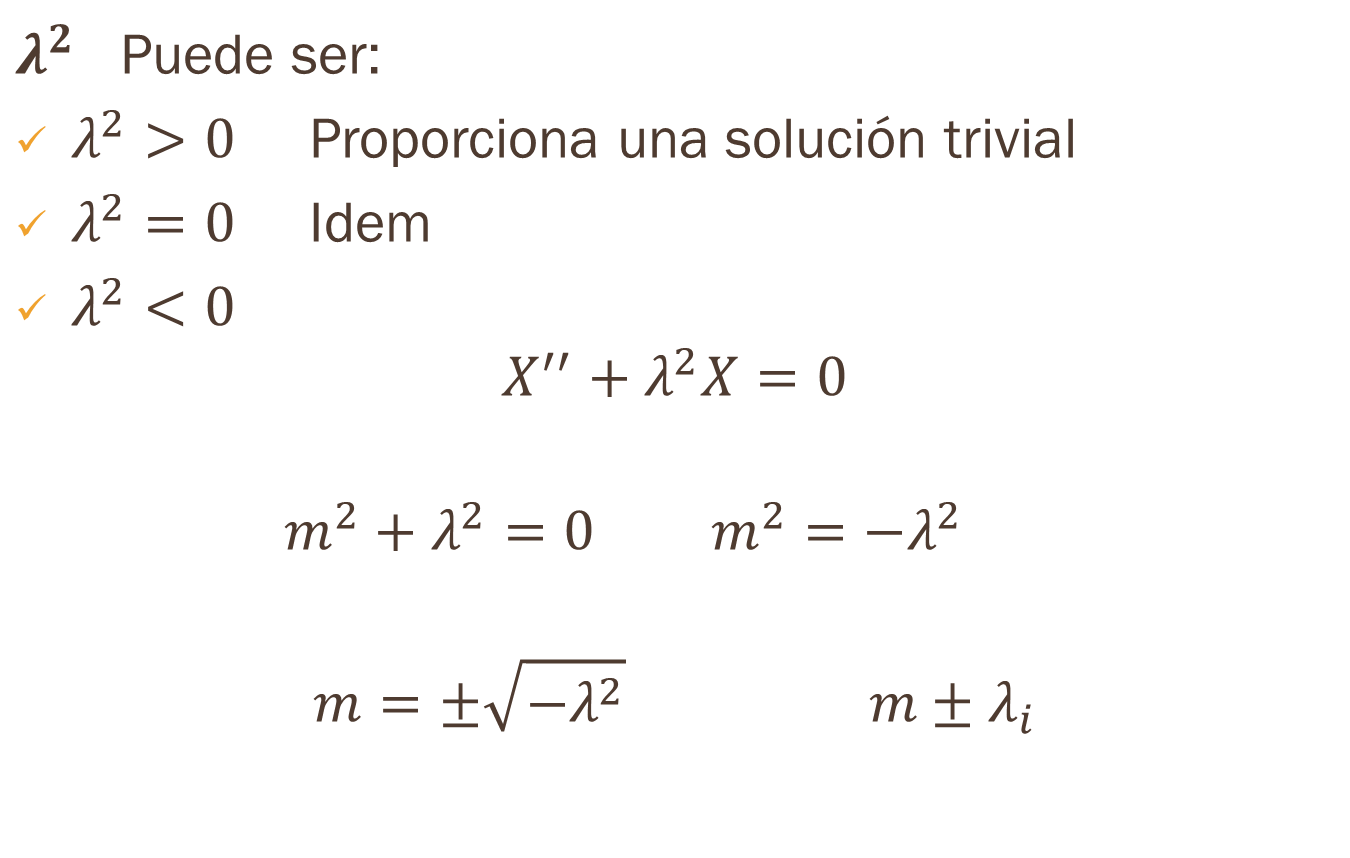 λ² Puede ser:
✓ λ² > 0 Proporciona una solución trivial
✓ λ² = 0 Idem
✓ λ² < 0
X′′ + λ²X = 0
m² + λ² = 0 m² = −λ²
m = ±√−λ² m ± λᵢ